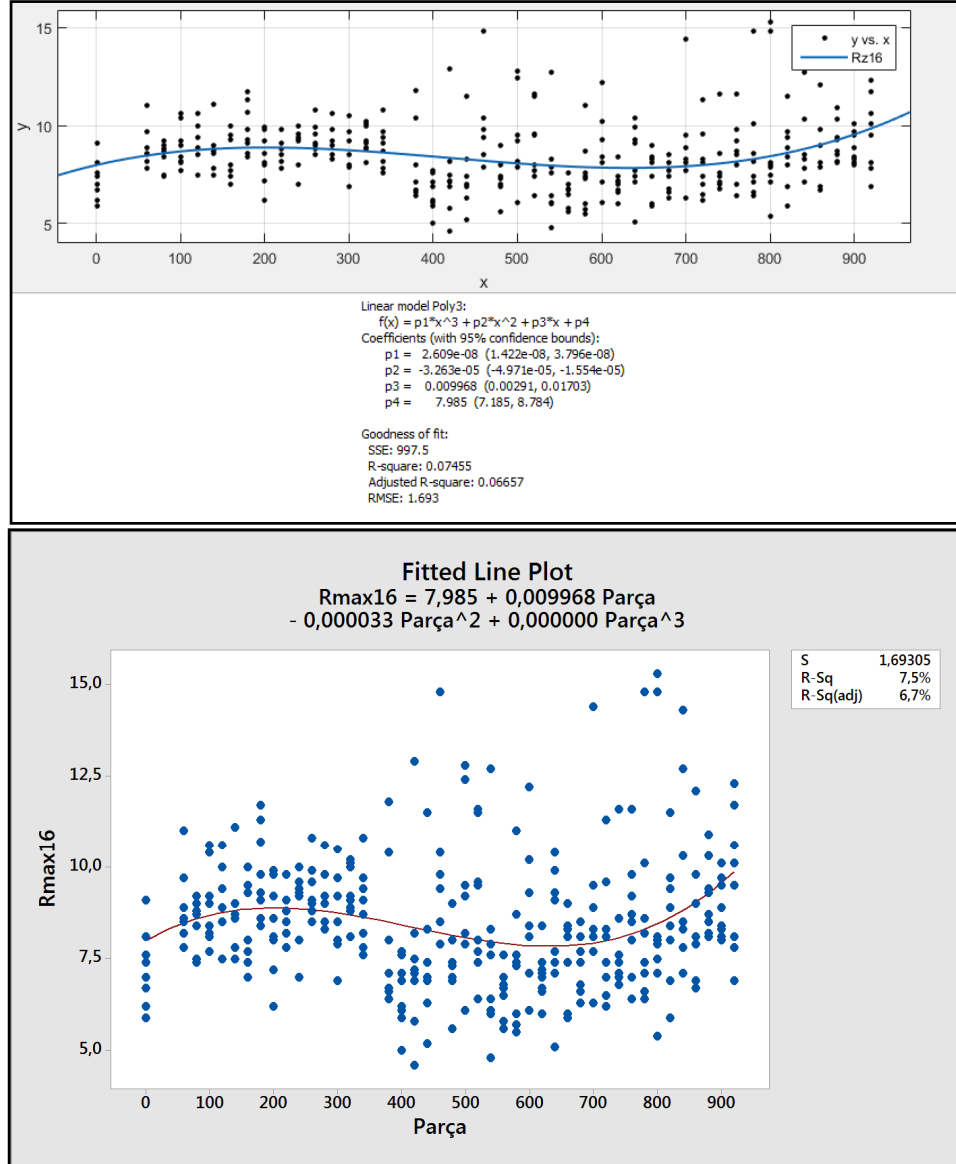 15
10
5
y
0 100 200 300 400 500 600 700 800 900
x
y vs. x
Rz16
Linear model Poly3:
f(x) = p1*x^3 + p2*x^2 + p3*x + p4
Coefficients (with 95% confidence bounds):
p1 = 2.609e-08 (1.422e-08, 3.796e-08)
p2 = -3.263e-05 (-4.971e-05, -1.554e-05)
p3 = 0.009968 (0.00291, 0.01703)
p4 = 7.985 (7.185, 8.784)
Goodness of fit:
SSE: 997.5
R-square: 0.07455
Adjusted R-square: 0.06657
RMSE: 1.693
Fitted Line Plot
Rmax16 = 7,985 + 0,009968 Parça
- 0,000033 Parça^2 + 0,000000 Parça^3
S 1,69305
R-Sq 7,5%
R-Sq(adj) 6,7%
15,0
12,5
10,0
7,5
5,0
Rmax16
0 100 200 300 400 500 600 700 800 900
Parça